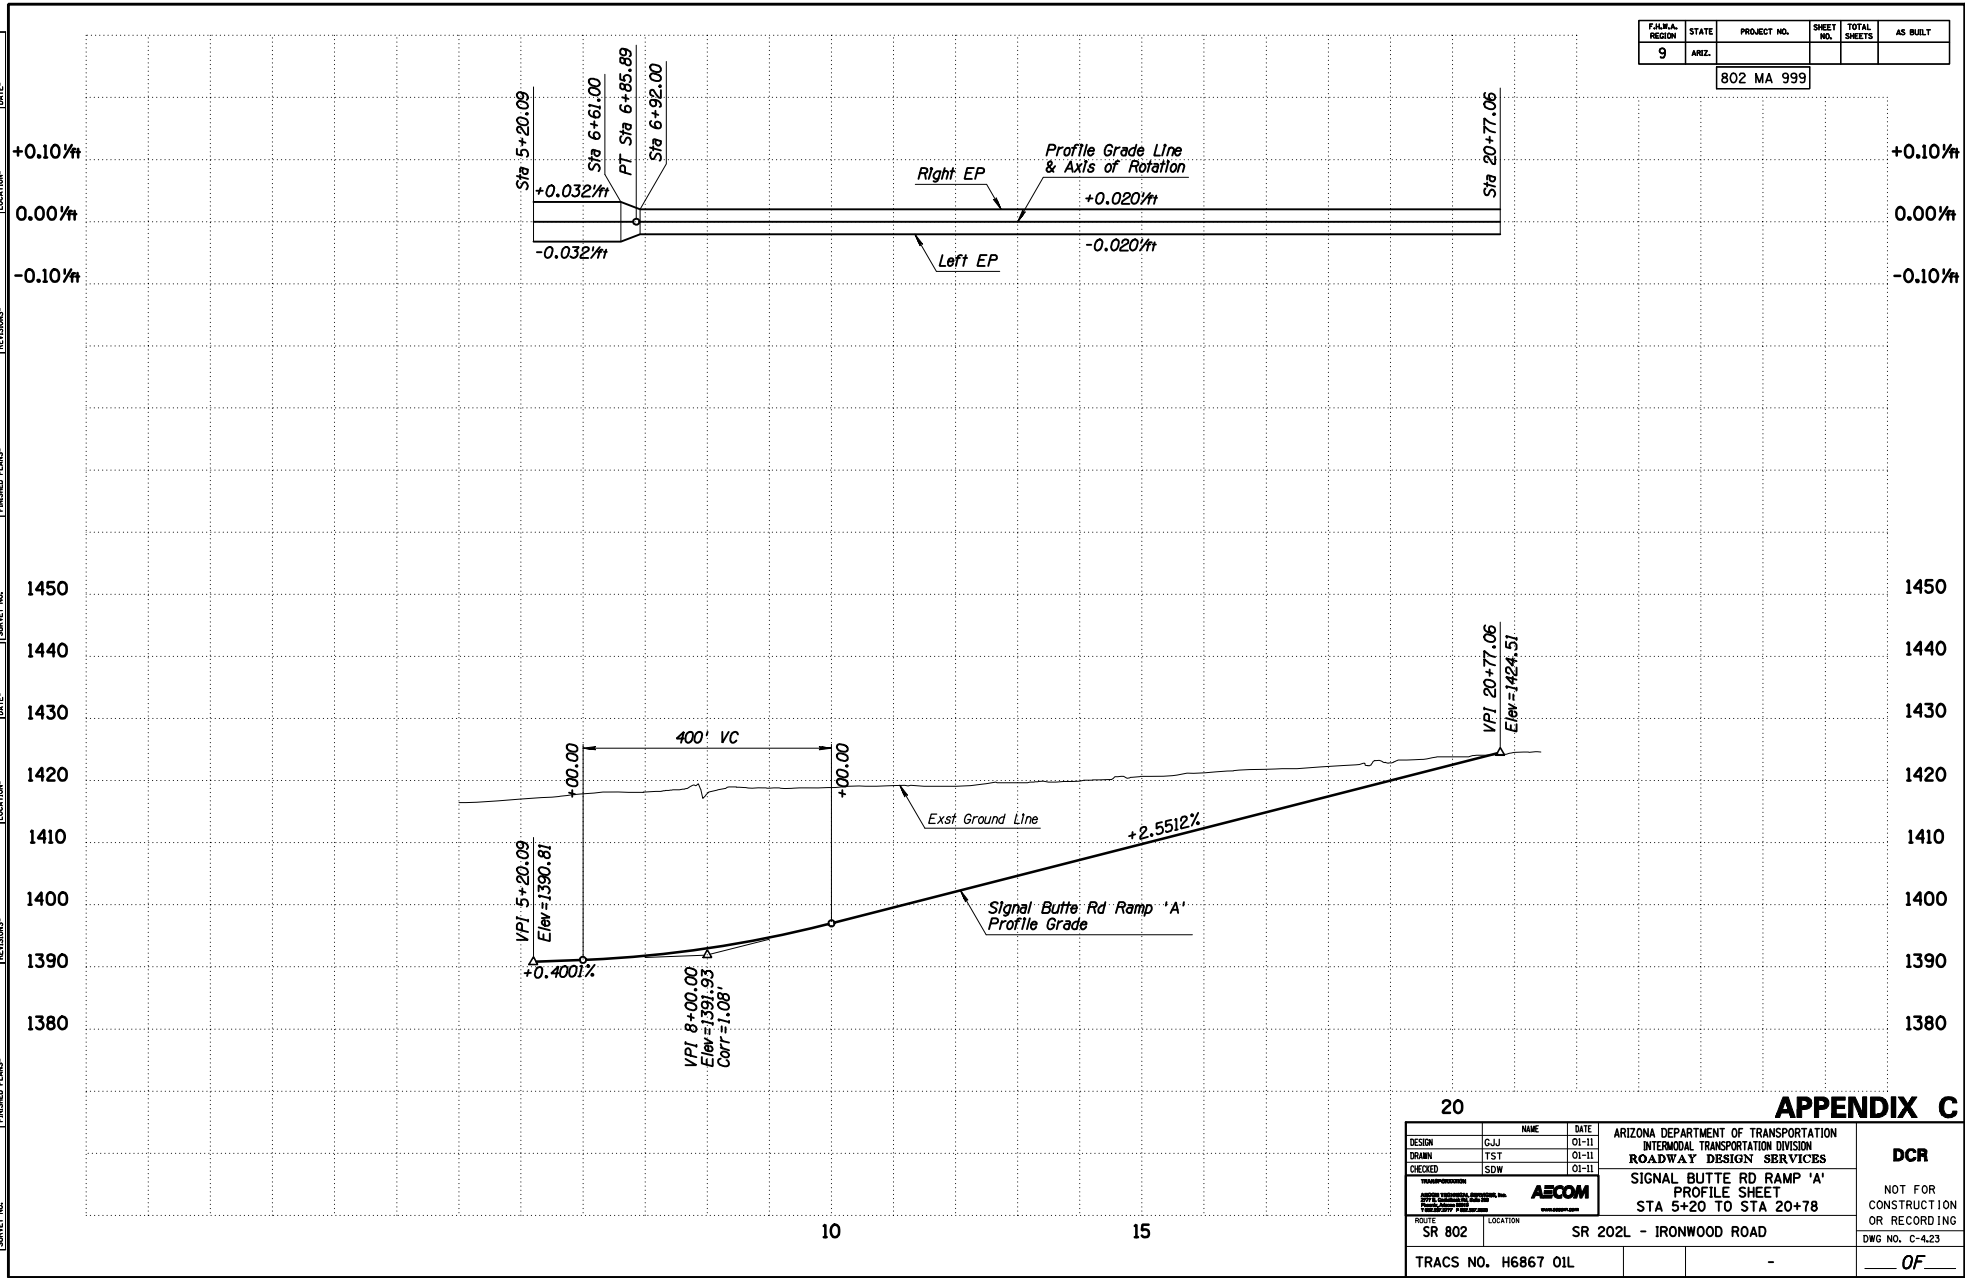 F.H.W.A. REGION
STATE
PROJECT NO.
SHEET NO.
TOTAL SHEETS
AS BUILT
9
ARIZ.
802 MA 999
Sta 5+20.09
Sta 6+61.00
PT Sta 6+85.89
Sta 6+92.00
Sta 20+77.06
+0.10'/ft
+0.10'/ft
0.00'/ft
0.00'/ft
-0.10'/ft
-0.10'/ft
+0.032'/ft
-0.032'/ft
Right EP
Profile Grade Line
& Axis of Rotation
+0.020'/ft
-0.020'/ft
Left EP
1450
1450
1440
1440
1430
1430
1420
1420
1410
1410
1400
1400
1390
1390
1380
1380
400' VC
+00.00
+00.00
VPI 20+77.06
Elev=1424.51
Exst Ground Line
+2.5512%
VPI 5+20.09
Elev=1390.81
+0.4001%
Signal Butte Rd Ramp 'A'
Profile Grade
VPI 8+00.00
Elev=1391.93
Corr=1.08'
10
15
20
APPENDIX C
NAME
DATE
DESIGN
GJJ
01-11
DRAWN
TST
01-11
CHECKED
SDW
01-11
TRANSPORTATION
AECOM
ARIZONA DEPARTMENT OF TRANSPORTATION
INTERMODAL TRANSPORTATION DIVISION
ROADWAY DESIGN SERVICES
SIGNAL BUTTE RD RAMP 'A'
PROFILE SHEET
STA 5+20 TO STA 20+78
DCR
NOT FOR
CONSTRUCTION
OR RECORDING
DWG NO. C-4.23
ROUTE
SR 802
LOCATION
SR 202L - IRONWOOD ROAD
TRACS NO. H6867 01L
-
OF